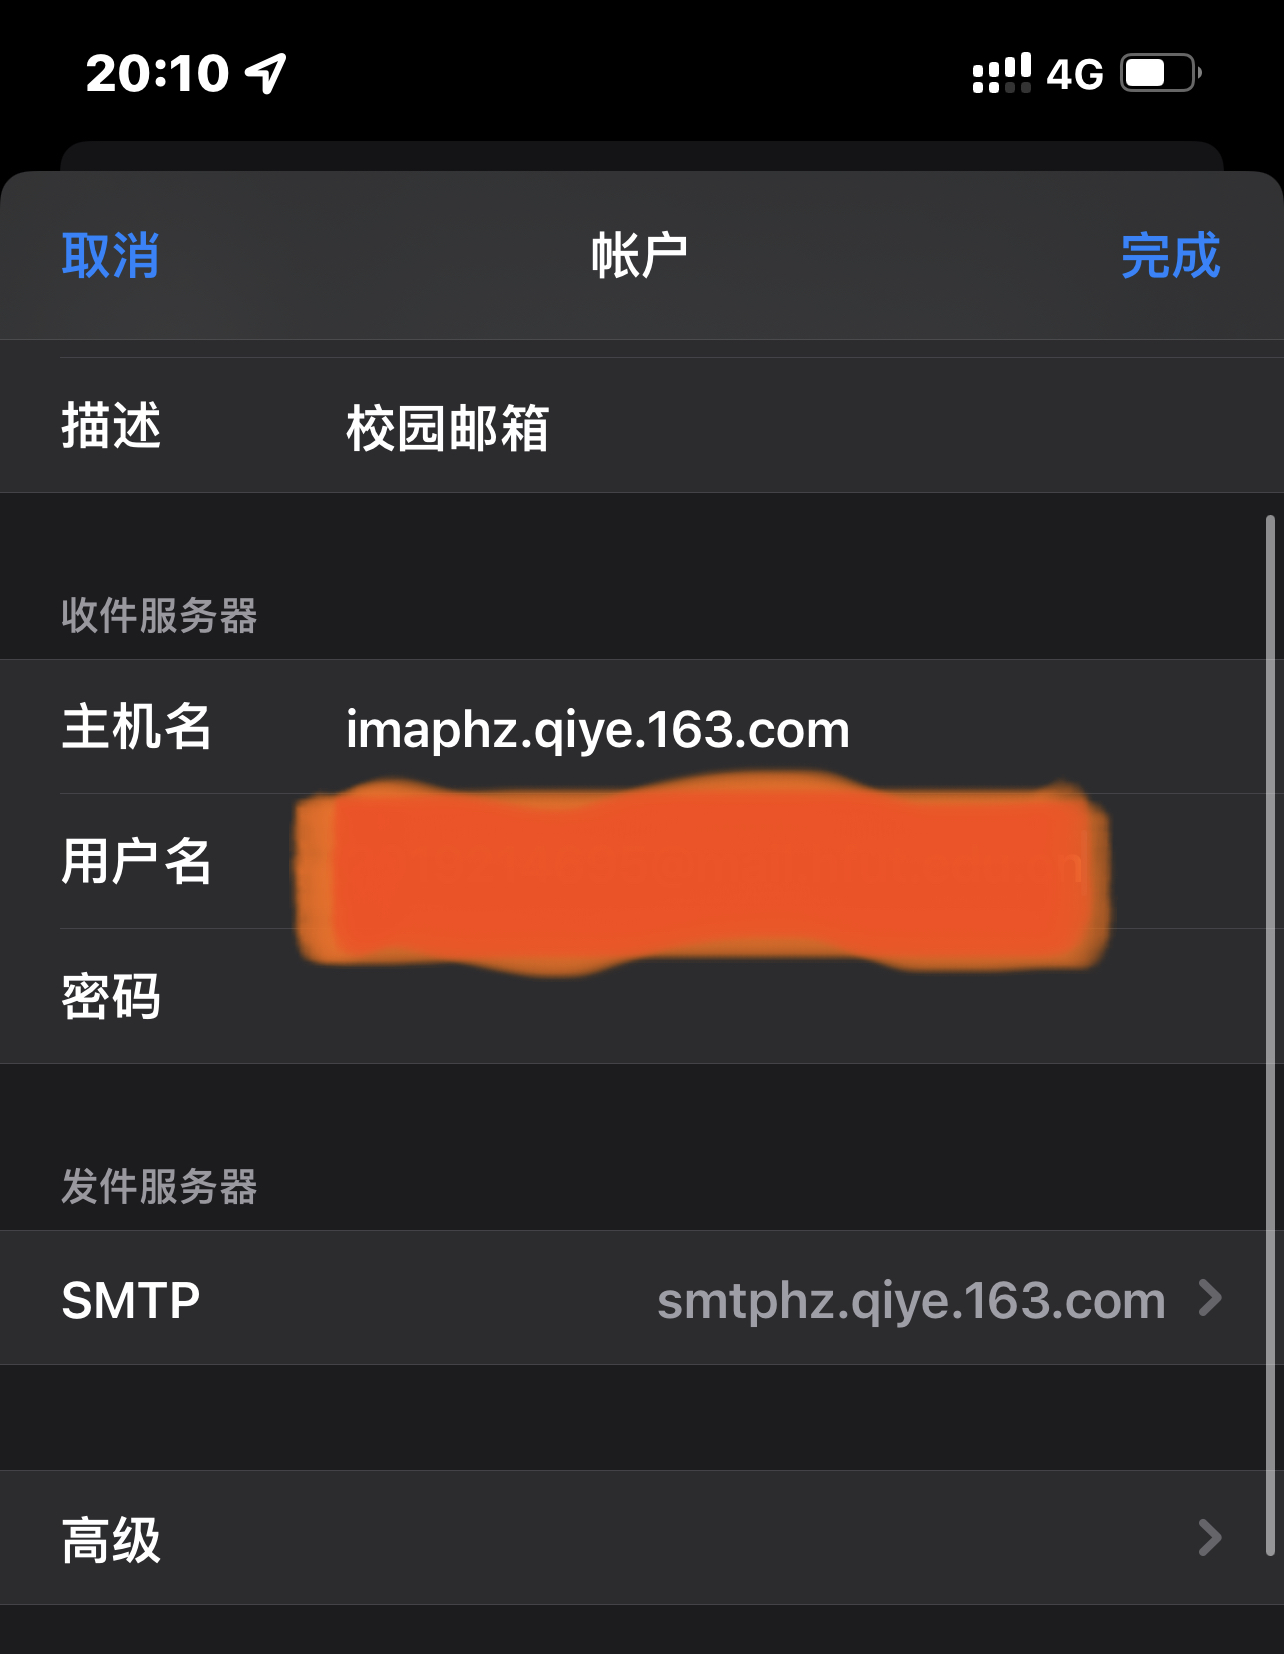 20:10 4G
取消 帐户 完成
描述 校园邮箱
收件服务器
主机名 imaphz.qiye.163.com
用户名
密码
发件服务器
SMTP smtphz.qiye.163.com
高级